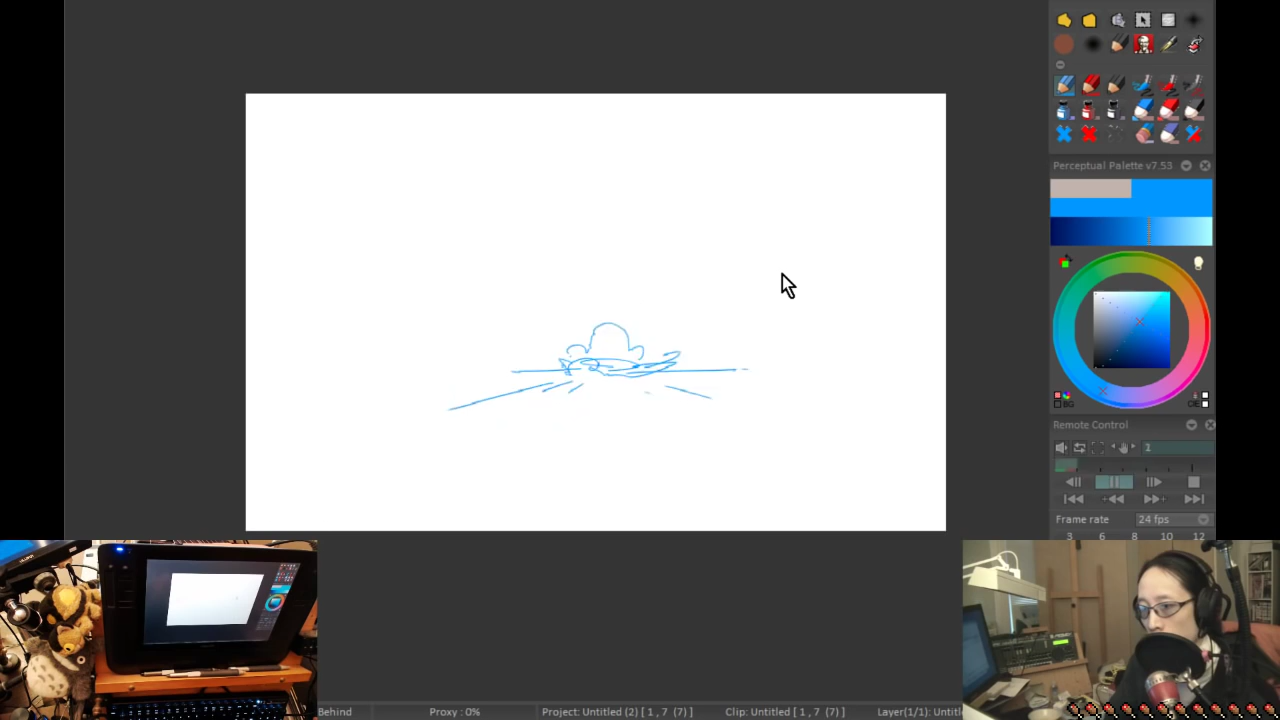 Perceptual Palette v7.53
BG
Remote Control
1
Frame rate
24 fps
3 6 8 10 12
Behind
Proxy : 0%
Project: Untitled (2) [ 1 , 7 (7) ]
Clip: Untitled [ 1 , 7 (7) ]
Layer(1/1): Untitl